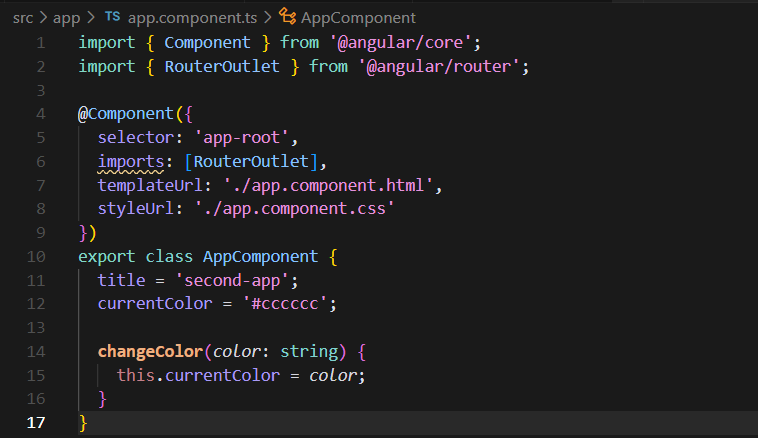 src > app > TS app.component.ts > AppComponent
1 import { Component } from '@angular/core';
2 import { RouterOutlet } from '@angular/router';
3
4 @Component({
5   selector: 'app-root',
6   imports: [RouterOutlet],
7   templateUrl: './app.component.html',
8   styleUrl: './app.component.css'
9 })
10 export class AppComponent {
11   title = 'second-app';
12   currentColor = '#cccccc';
13
14   changeColor(color: string) {
15     this.currentColor = color;
16   }
17 }